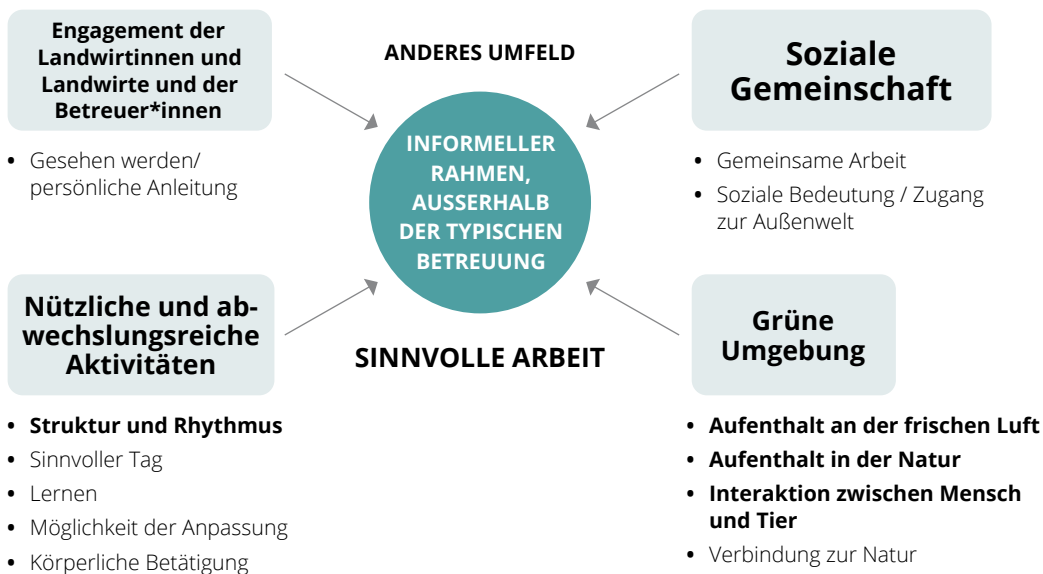 Engagement der
Landwirtinnen und
Landwirte und der
Betreuer*innen
• Gesehen werden/
persönliche Anleitung
ANDERES UMFELD
INFORMELLER
RAHMEN,
AUSSERHALB
DER TYPISCHEN
BETREUUNG
SINNVOLLE ARBEIT
Soziale
Gemeinschaft
• Gemeinsame Arbeit
• Soziale Bedeutung / Zugang
zur Außenwelt
Nützliche und ab-
wechslungsreiche
Aktivitäten
• Struktur und Rhythmus
• Sinnvoller Tag
• Lernen
• Möglichkeit der Anpassung
• Körperliche Betätigung
Grüne
Umgebung
• Aufenthalt an der frischen Luft
• Aufenthalt in der Natur
• Interaktion zwischen Mensch
und Tier
• Verbindung zur Natur